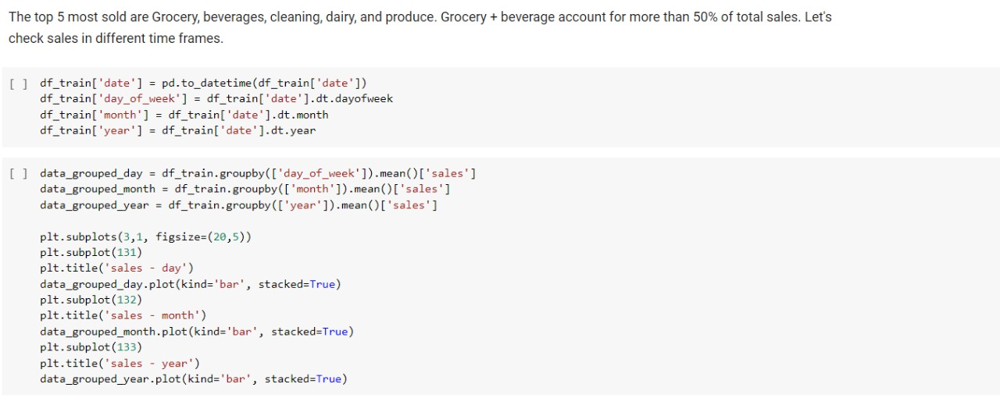 The top 5 most sold are Grocery, beverages, cleaning, dairy, and produce. Grocery + beverage account for more than 50% of total sales. Let's
check sales in different time frames.
[ ] df_train['date'] = pd.to_datetime(df_train['date'])
df_train['day_of_week'] = df_train['date'].dt.dayofweek
df_train['month'] = df_train['date'].dt.month
df_train['year'] = df_train['date'].dt.year
[ ] data_grouped_day = df_train.groupby(['day_of_week']).mean()['sales']
data_grouped_month = df_train.groupby(['month']).mean()['sales']
data_grouped_year = df_train.groupby(['year']).mean()['sales']
plt.subplots(3,1, figsize=(20,5))
plt.subplot(131)
plt.title('sales - day')
data_grouped_day.plot(kind='bar', stacked=True)
plt.subplot(132)
plt.title('sales - month')
data_grouped_month.plot(kind='bar', stacked=True)
plt.subplot(133)
plt.title('sales - year')
data_grouped_year.plot(kind='bar', stacked=True)